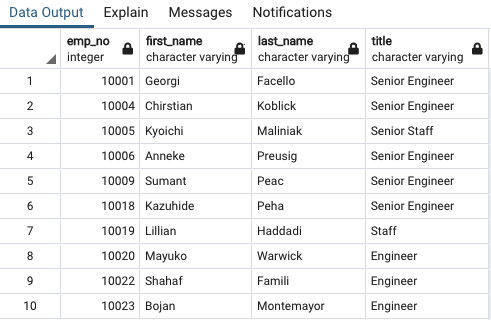 Data Output Explain Messages Notifications
emp_no first_name last_name title
integer character varying character varying character varying
1 10001 Georgi Facello Senior Engineer
2 10004 Chirstian Koblick Senior Engineer
3 10005 Kyoichi Maliniak Senior Staff
4 10006 Anneke Preusig Senior Engineer
5 10009 Sumant Peac Senior Engineer
6 10018 Kazuhide Peha Senior Engineer
7 10019 Lillian Haddadi Staff
8 10020 Mayuko Warwick Engineer
9 10022 Shahaf Famili Engineer
10 10023 Bojan Montemayor Engineer